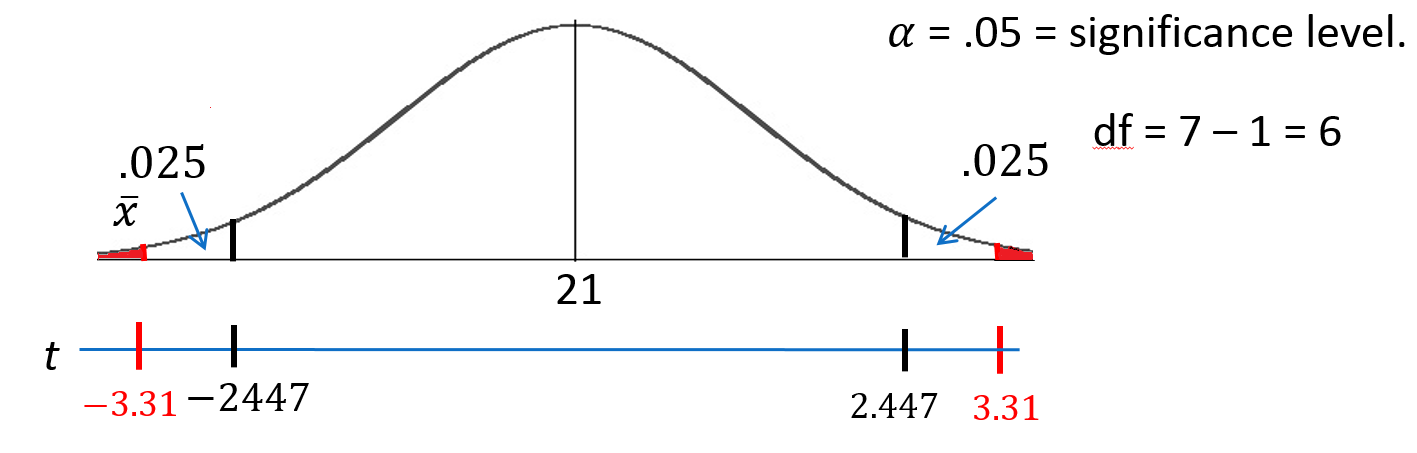 α = .05 = significance level.
df = 7 – 1 = 6
.025
.025
x̄
21
t
−3.31
−2447
2.447
3.31